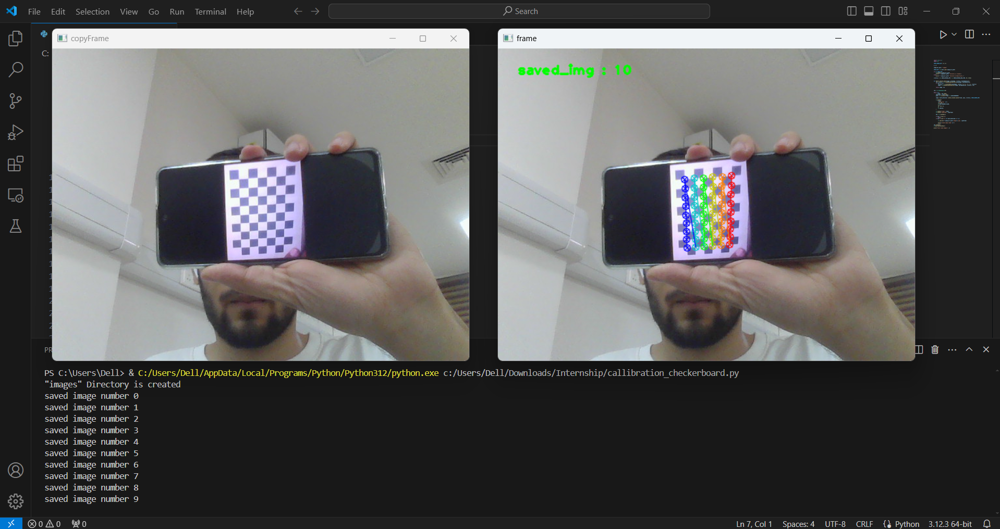 File Edit Selection View Go Run Terminal Help
Search
copyFrame
frame
C:
saved_img : 10
PS C:\Users\Dell> & C:/Users/Dell/AppData/Local/Programs/Python/Python312/python.exe c:/Users/Dell/Downloads/Internship/callibration_checkerboard.py
"images" Directory is created
saved image number 0
saved image number 1
saved image number 2
saved image number 3
saved image number 4
saved image number 5
saved image number 6
saved image number 7
saved image number 8
saved image number 9
0 0 0 Ln 7, Col 1 Spaces: 4 UTF-8 CRLF Python 3.12.3 64-bit